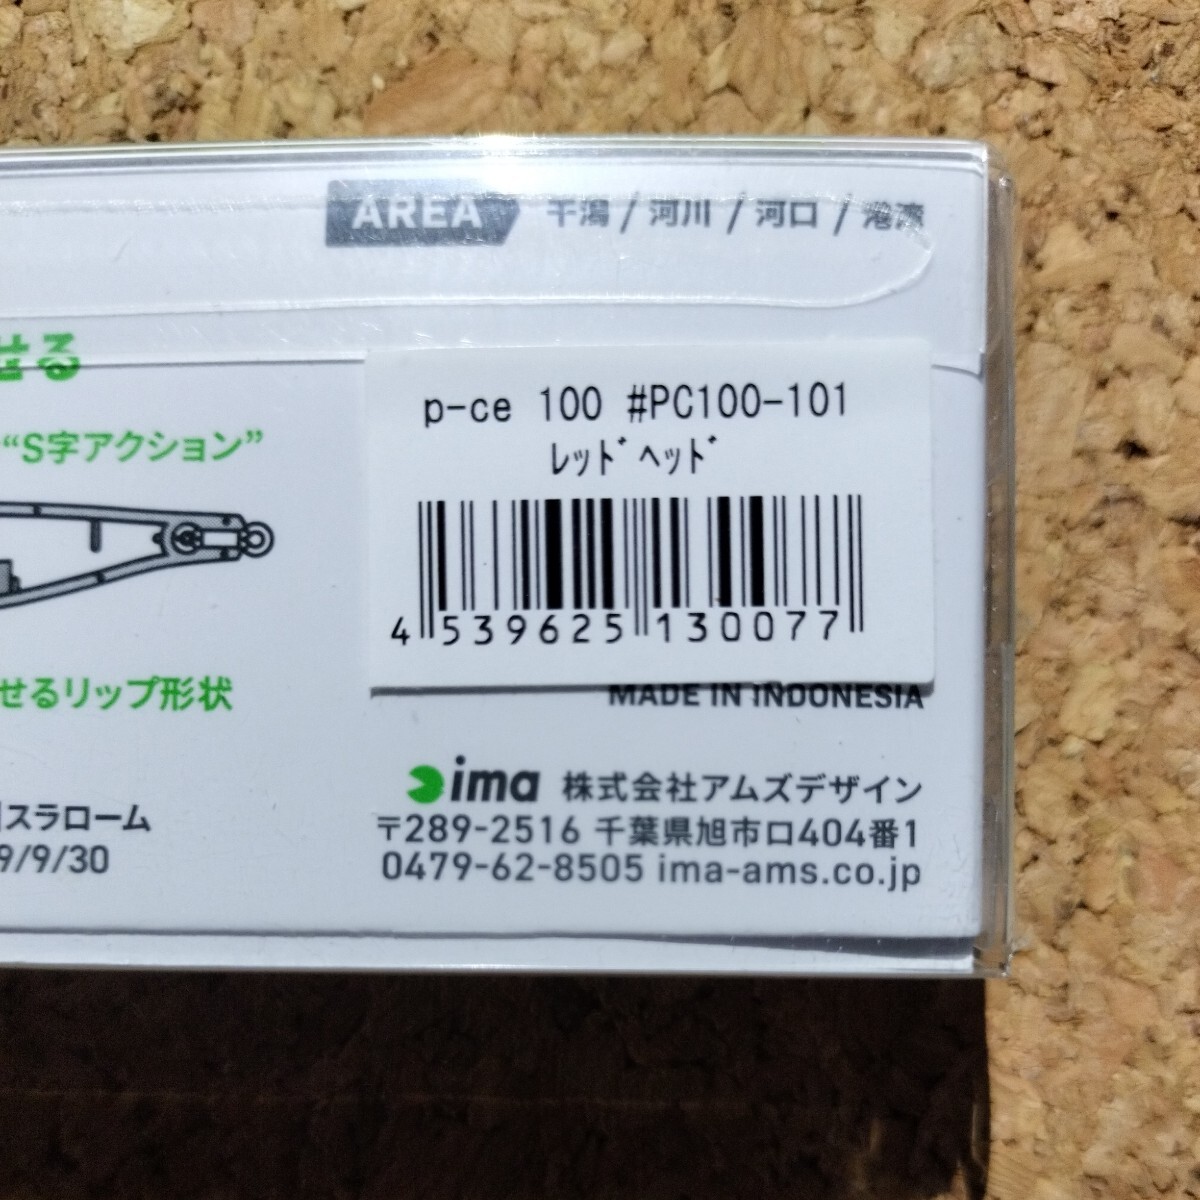 AREA 干潟 / 河川 / 河口 / 港湾
せる
p-ce 100 #PC100-101
ﾚｯﾄﾞﾍｯﾄﾞ
“S字アクション”
4 539625 130077
せるリップ形状
MADE IN INDONESIA
ima 株式会社アムズデザイン
スラローム
〒289-2516 千葉県旭市ロ404番1
9/9/30
0479-62-8505 ima-ams.co.jp